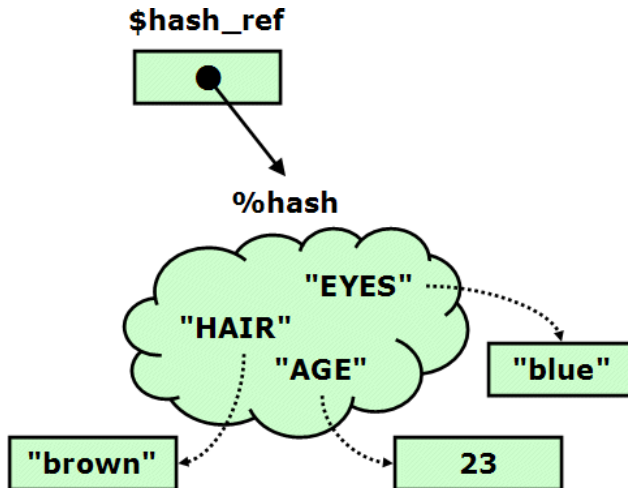 $hash_ref
%hash
"EYES"
"HAIR"
"AGE"
"blue"
"brown"
23